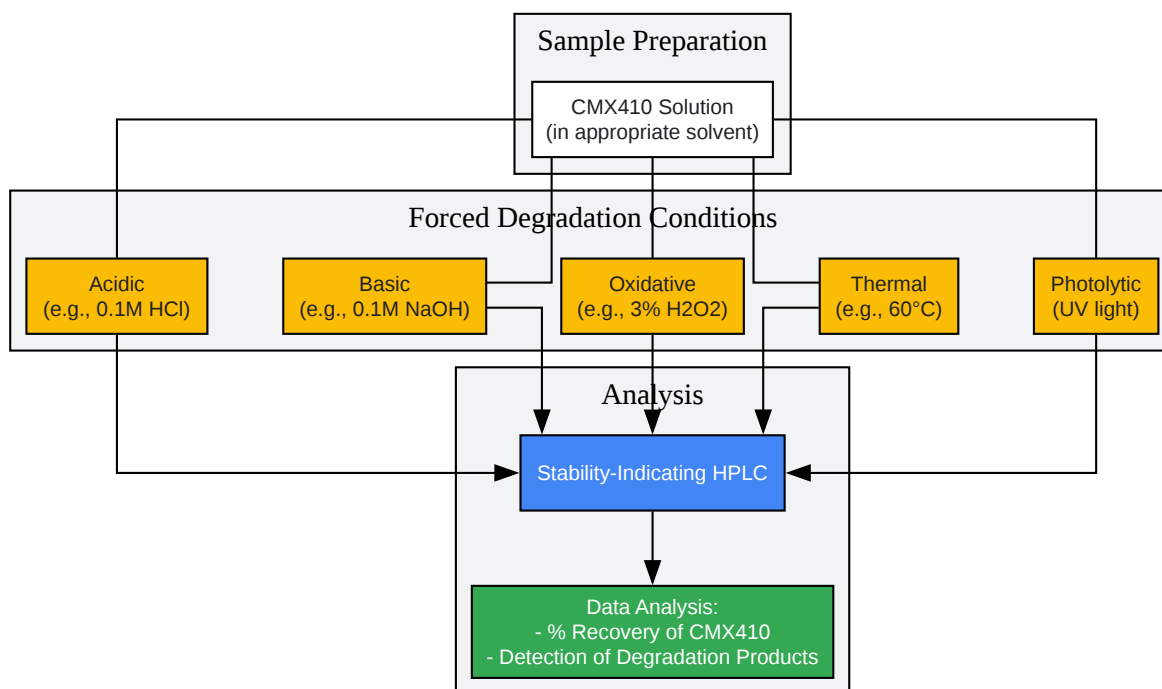 Sample Preparation
CMX410 Solution
(in appropriate solvent)
Forced Degradation Conditions
Acidic
(e.g., 0.1M HCl)
Basic
(e.g., 0.1M NaOH)
Oxidative
(e.g., 3% H2O2)
Thermal
(e.g., 60°C)
Photolytic
(UV light)
Analysis
Stability-Indicating HPLC
Data Analysis:
- % Recovery of CMX410
- Detection of Degradation Products